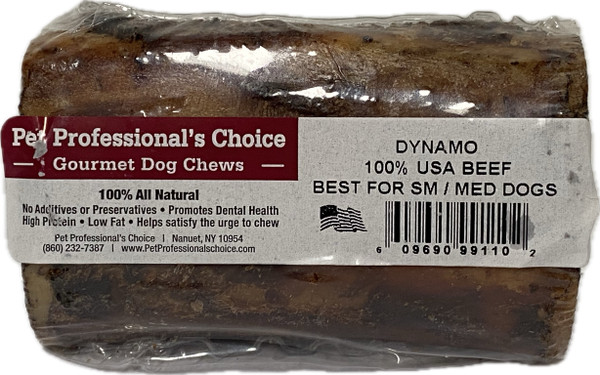 Pet Professional's Choice
Gourmet Dog Chews
100% All Natural
No Additives or Preservatives • Promotes Dental Health
High Protein • Low Fat • Helps satisfy the urge to chew
Pet Professional's Choice | Nanuet, NY 10954
(860) 232-7387 | www.PetProfessionalschoice.com
DYNAMO
100% USA BEEF
BEST FOR SM / MED DOGS
6 09690 99110 2